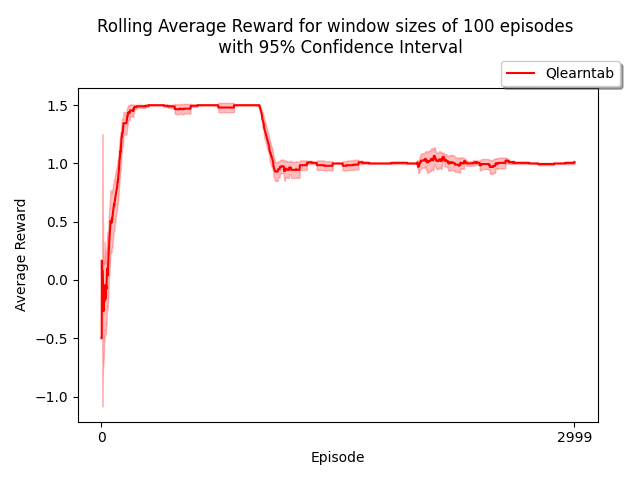 Rolling Average Reward for window sizes of 100 episodes
with 95% Confidence Interval
Qlearntab
1.5
1.0
0.5
0.0
−0.5
−1.0
Average Reward
0
2999
Episode